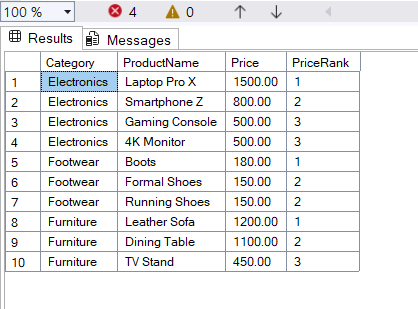 100 % 4 0
Results Messages
Category ProductName Price PriceRank
1 Electronics Laptop Pro X 1500.00 1
2 Electronics Smartphone Z 800.00 2
3 Electronics Gaming Console 500.00 3
4 Electronics 4K Monitor 500.00 3
5 Footwear Boots 180.00 1
6 Footwear Formal Shoes 150.00 2
7 Footwear Running Shoes 150.00 2
8 Furniture Leather Sofa 1200.00 1
9 Furniture Dining Table 1100.00 2
10 Furniture TV Stand 450.00 3